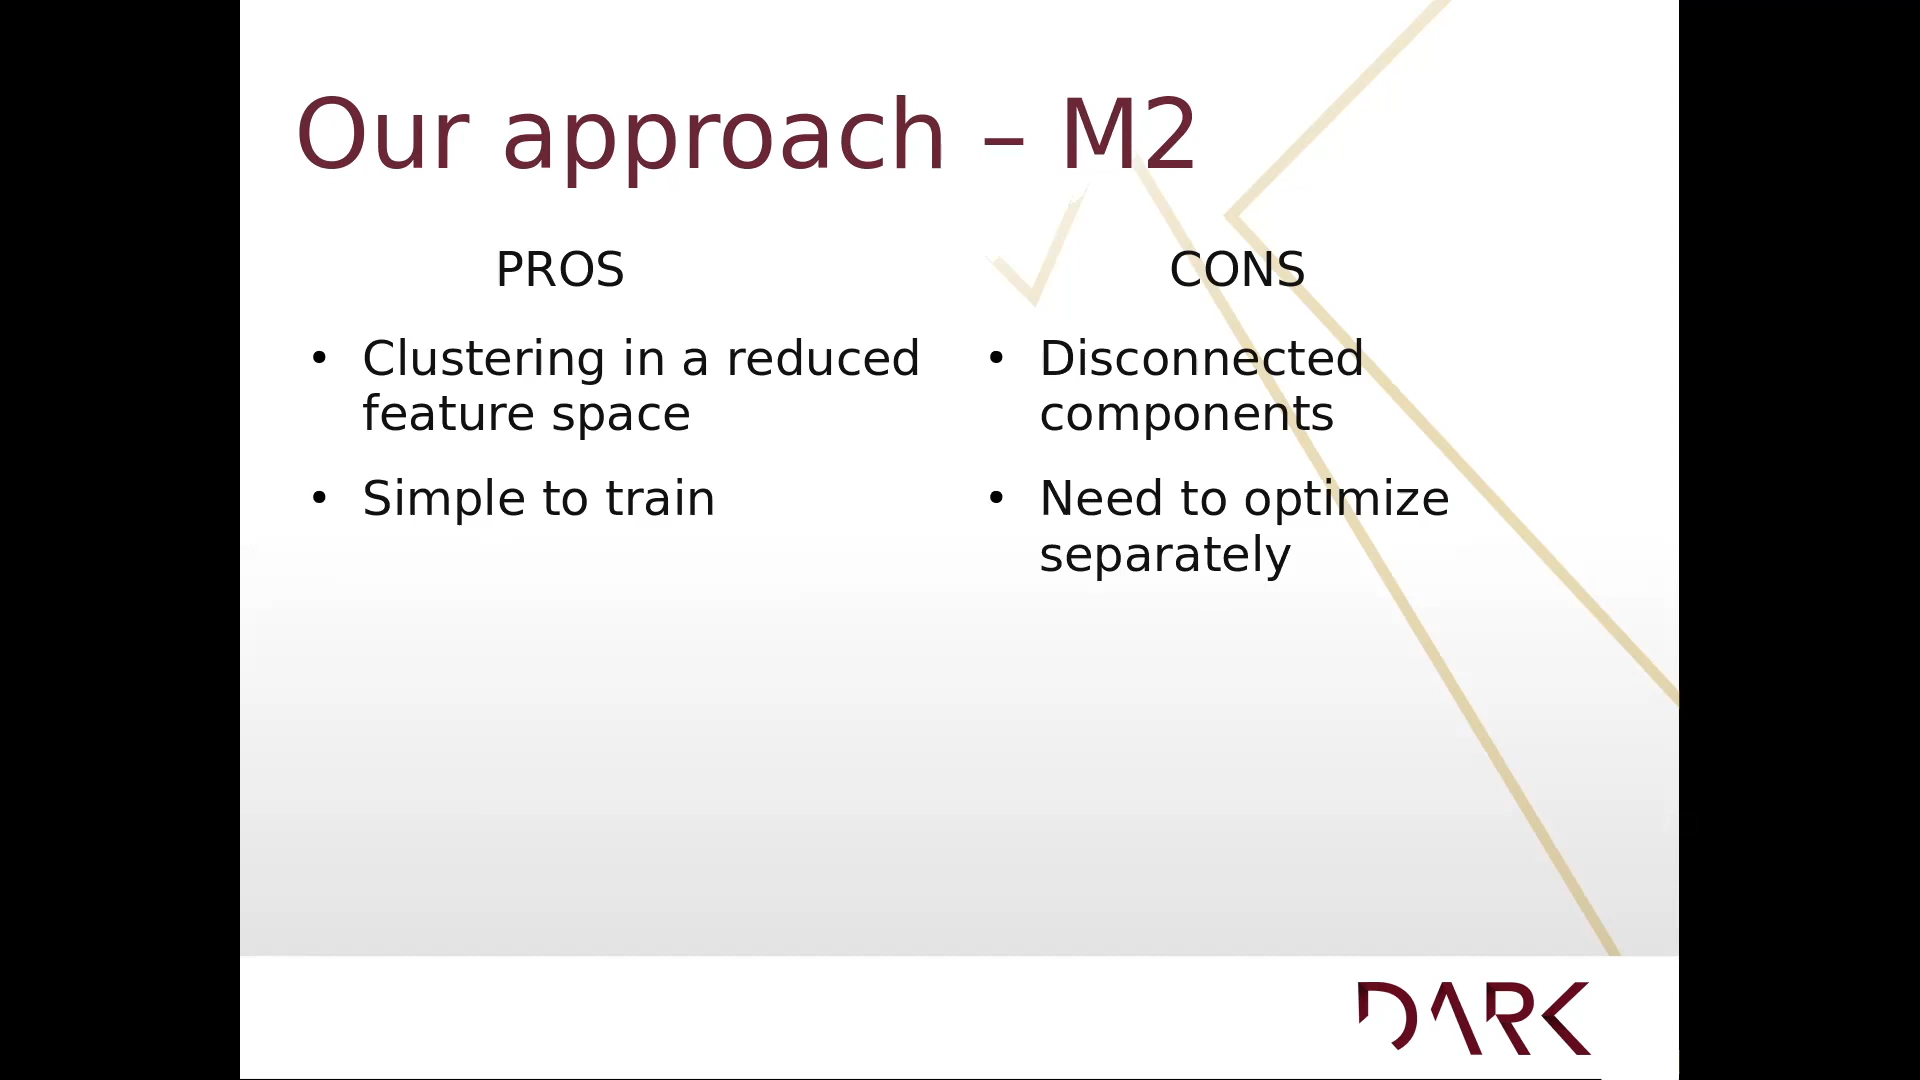 Our approach – M2
PROS
• Clustering in a reduced
feature space
• Simple to train
CONS
• Disconnected
components
• Need to optimize
separately
DARK